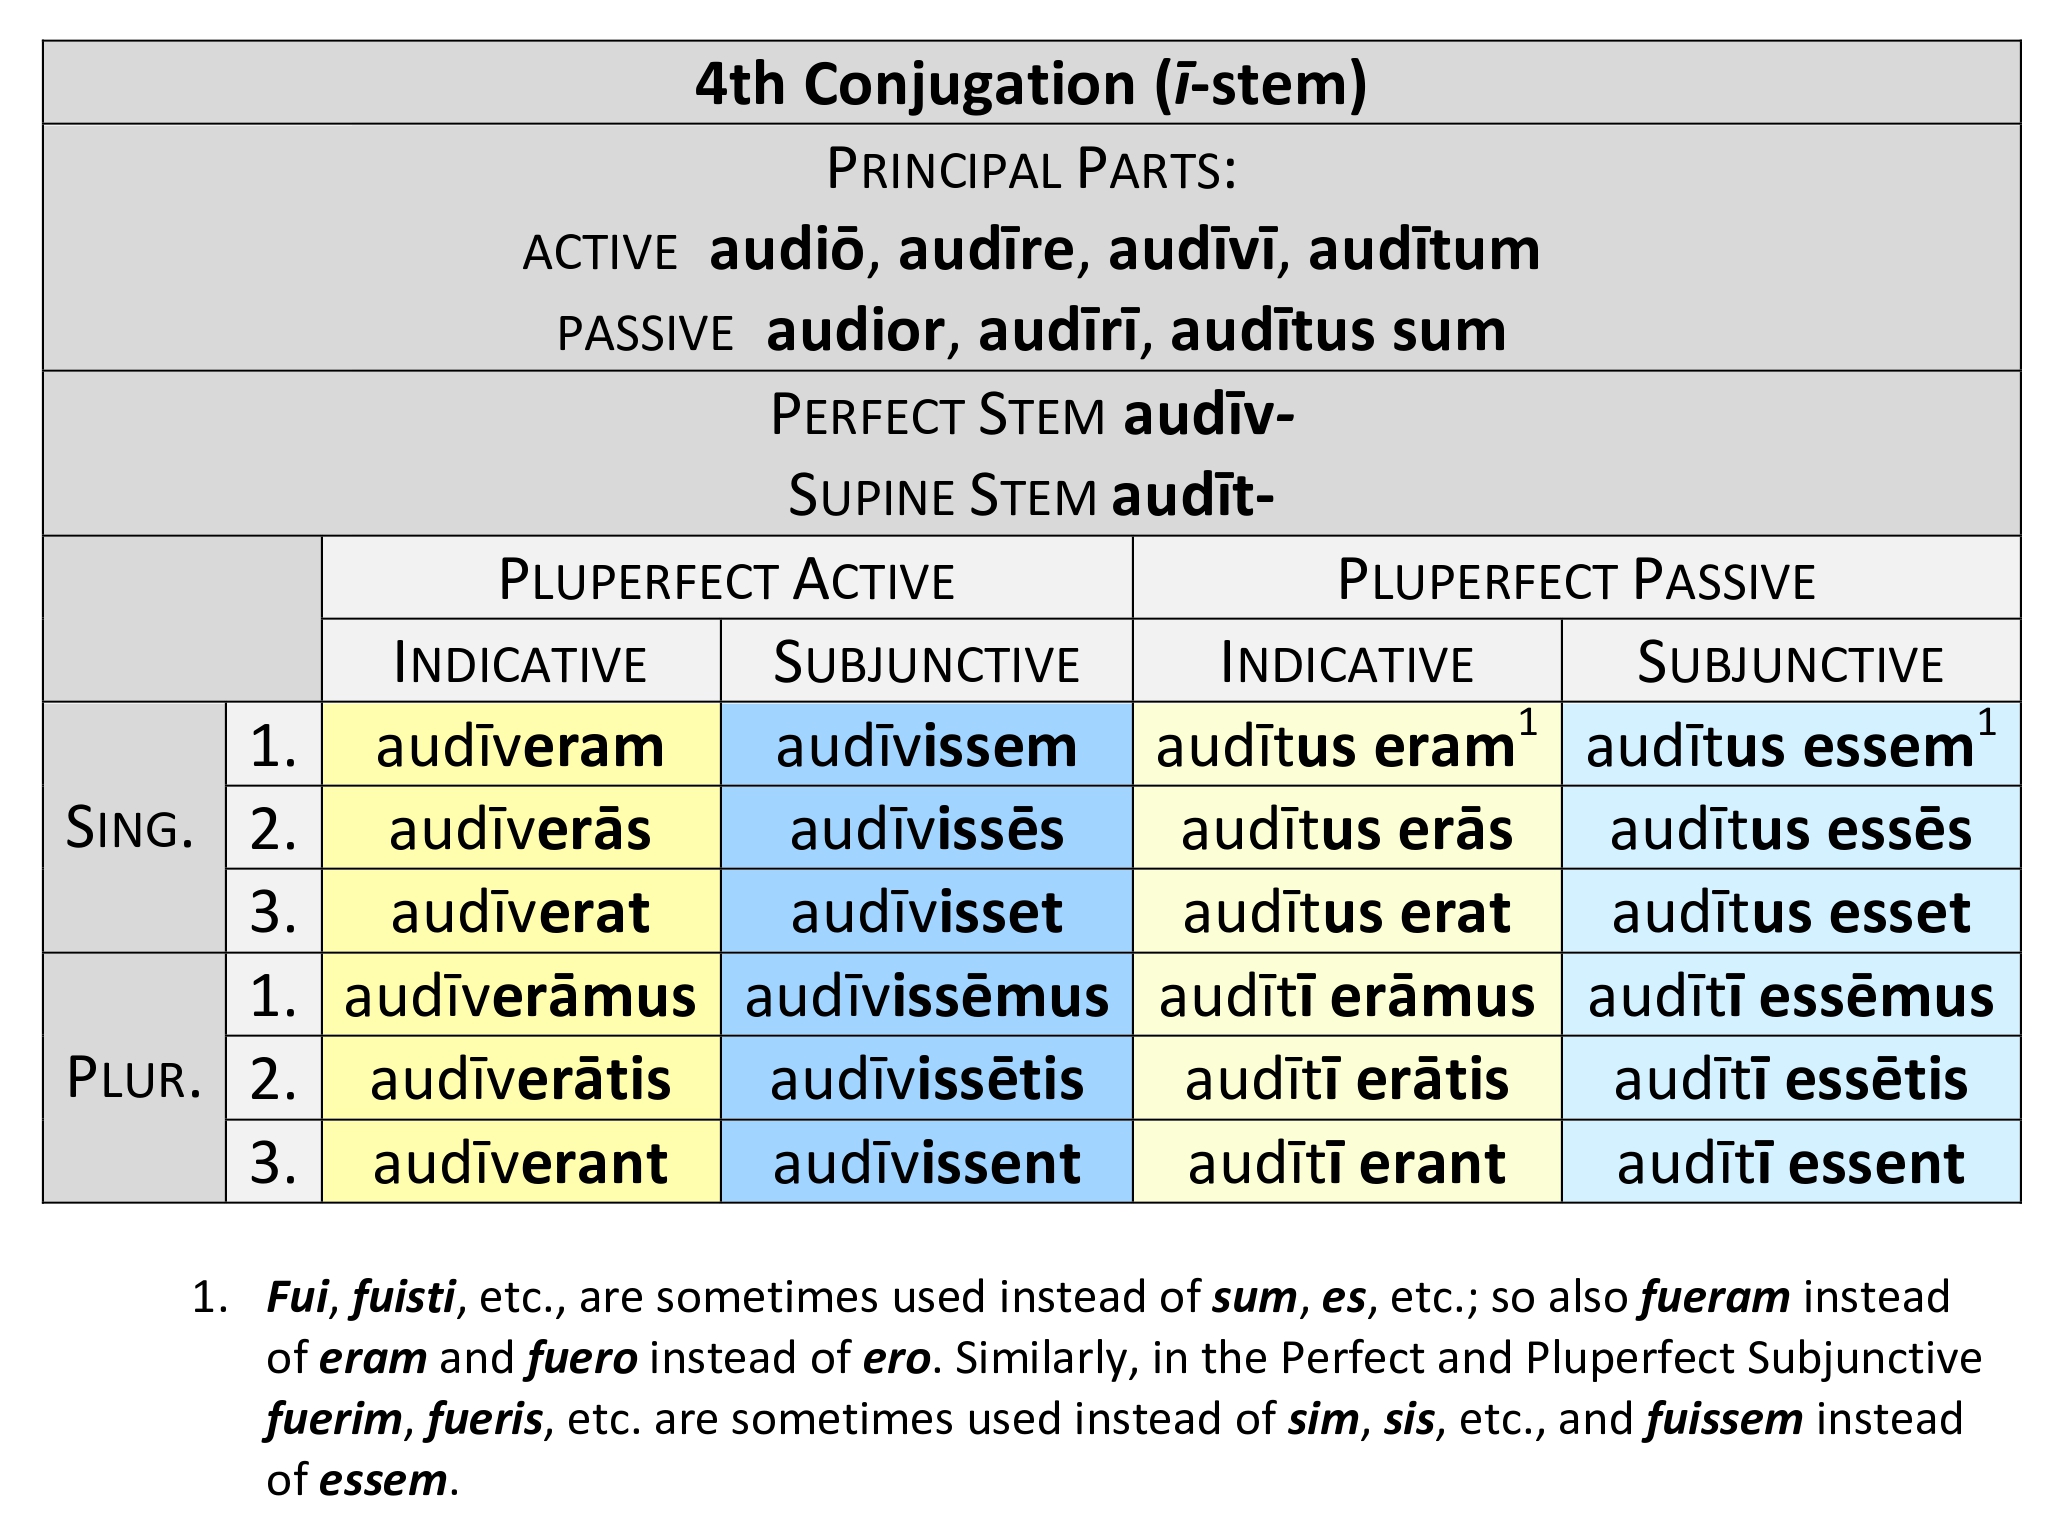 4th Conjugation (ī-stem)
PRINCIPAL PARTS:
ACTIVE audiō, audīre, audīvī, audītum
PASSIVE audior, audīrī, audītus sum
PERFECT STEM audīv-
SUPINE STEM audīt-
PLUPERFECT ACTIVE PLUPERFECT PASSIVE
INDICATIVE SUBJUNCTIVE INDICATIVE SUBJUNCTIVE
SING. 1. audīveram audīvissem audītus eram1 audītus essem1
2. audīverās audīvissēs audītus erās audītus essēs
3. audīverat audīvisset audītus erat audītus esset
PLUR. 1. audīverāmus audīvissēmus audītī erāmus audītī essēmus
2. audīverātis audīvissētis audītī erātis audītī essētis
3. audīverant audīvissent audītī erant audītī essent
1. Fui, fuisti, etc., are sometimes used instead of sum, es, etc.; so also fueram instead
of eram and fuero instead of ero. Similarly, in the Perfect and Pluperfect Subjunctive
fuerim, fueris, etc. are sometimes used instead of sim, sis, etc., and fuissem instead
of essem.